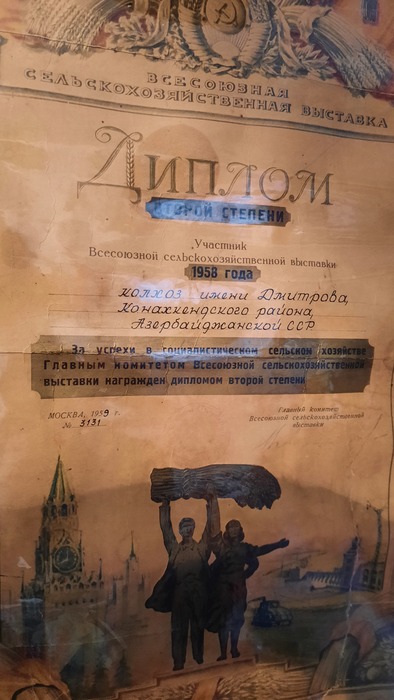 ВСЕСОЮЗНАЯ
СЕЛЬСКОХОЗЯЙСТВЕННАЯ ВЫСТАВКА
ДИПЛОМ
ВТОРОЙ СТЕПЕНИ
Участник
Всесоюзной сельскохозяйственной выставки
1958 года
колхоз имени Дмитрова,
Конахкендского района,
Азербайджанской ССР
За успехи в социалистическом сельском хозяйстве
Главным комитетом Всесоюзной сельскохозяйственной
выставки награжден дипломом второй степени
МОСКВА, 1959 г.
№ 3131
Главный комитет
Всесоюзной сельскохозяйственной
выставки